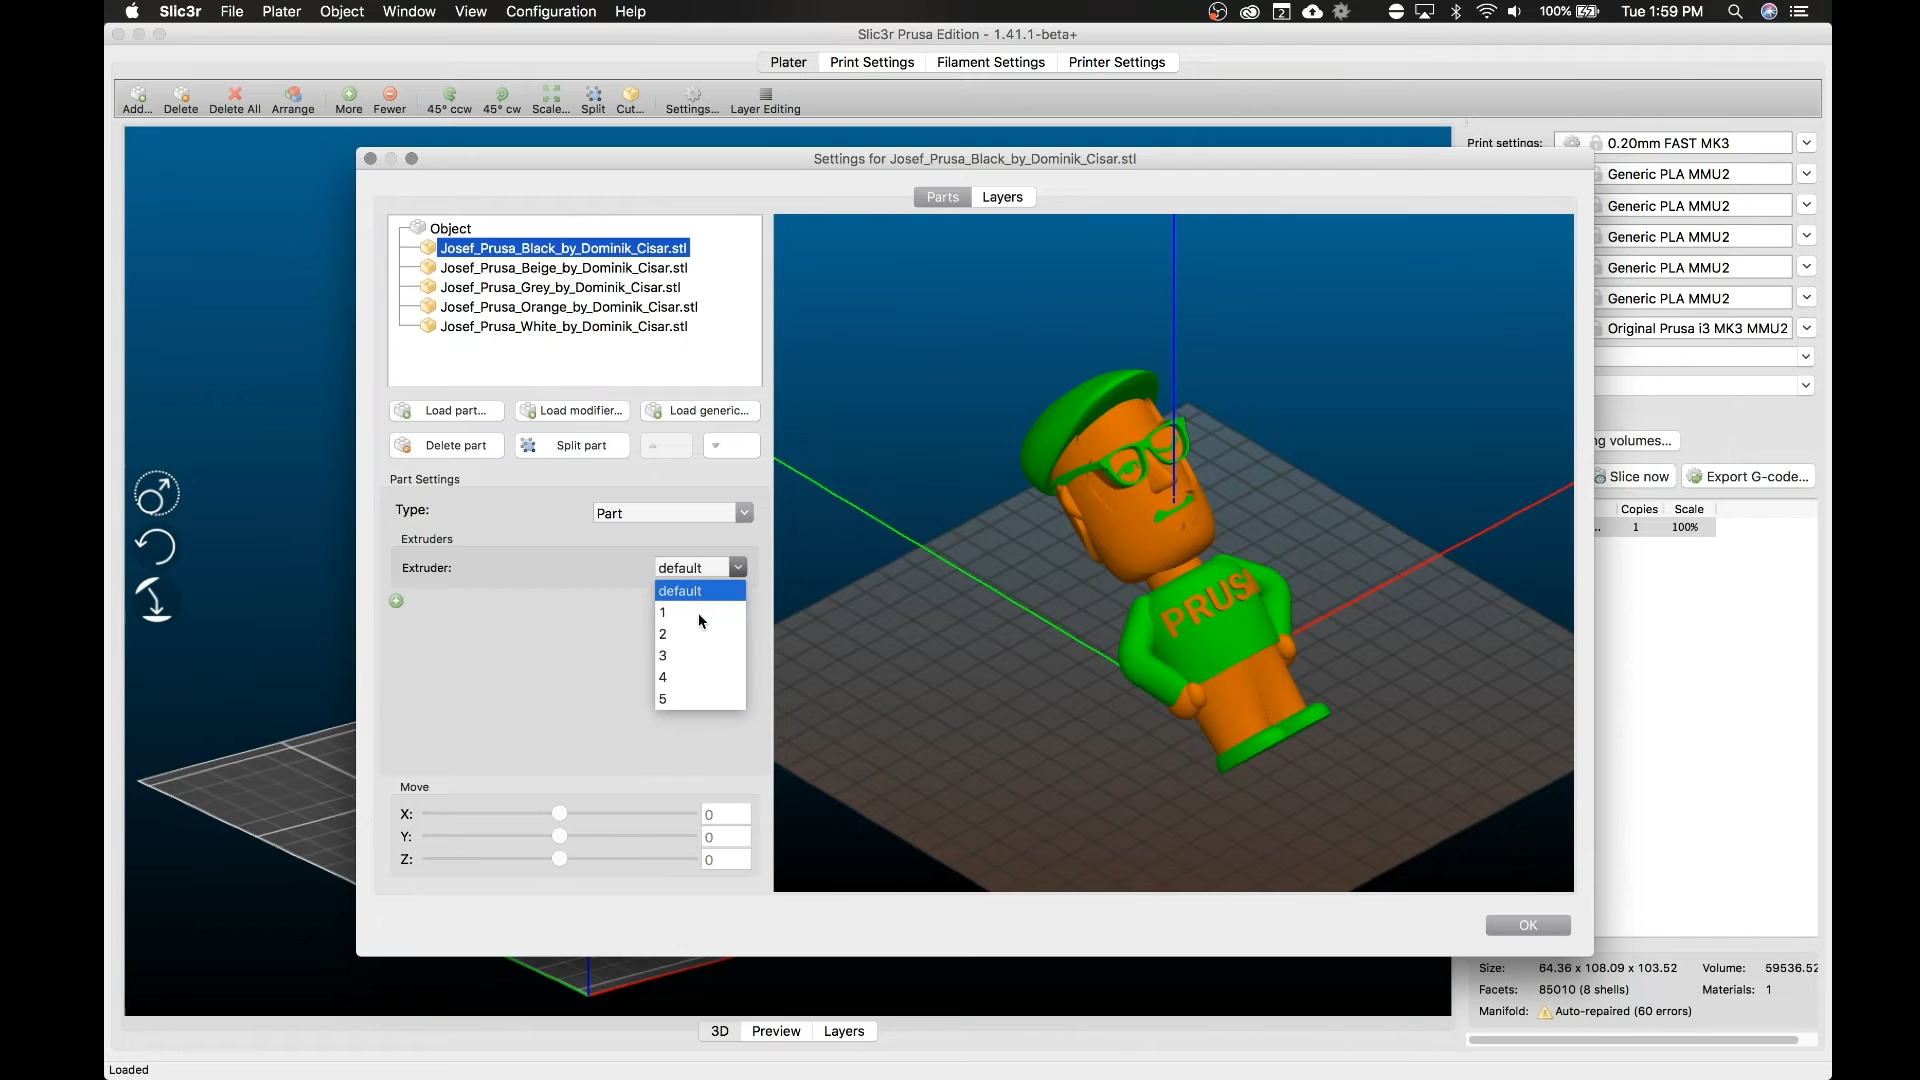 Slic3r File Plater Object Window View Configuration Help 2 100% Tue 1:59 PM
Slic3r Prusa Edition - 1.41.1-beta+
Plater Print Settings Filament Settings Printer Settings
Add... Delete Delete All Arrange More Fewer 45° ccw 45° cw Scale... Split Cut... Settings... Layer Editing
Print settings: 0.20mm FAST MK3
Settings for Josef_Prusa_Black_by_Dominik_Cisar.stl
Generic PLA MMU2
Parts Layers
Generic PLA MMU2
Object
Generic PLA MMU2
Josef_Prusa_Black_by_Dominik_Cisar.stl
Josef_Prusa_Beige_by_Dominik_Cisar.stl
Generic PLA MMU2
Josef_Prusa_Grey_by_Dominik_Cisar.stl
Generic PLA MMU2
Josef_Prusa_Orange_by_Dominik_Cisar.stl
Josef_Prusa_White_by_Dominik_Cisar.stl
Original Prusa i3 MK3 MMU2
Load part... Load modifier... Load generic...
Delete part Split part
ng volumes...
Slice now Export G-code...
Part Settings
Type: Part
Copies Scale
... 1 100%
Extruders
Extruder: default
default
1
2
3
4
5
PRUS
Move
X: 0
Y: 0
Z: 0
OK
Size: 64.36 x 108.09 x 103.52 Volume: 59536.52
Facets: 85010 (8 shells) Materials: 1
Manifold: Auto-repaired (60 errors)
3D Preview Layers
Loaded